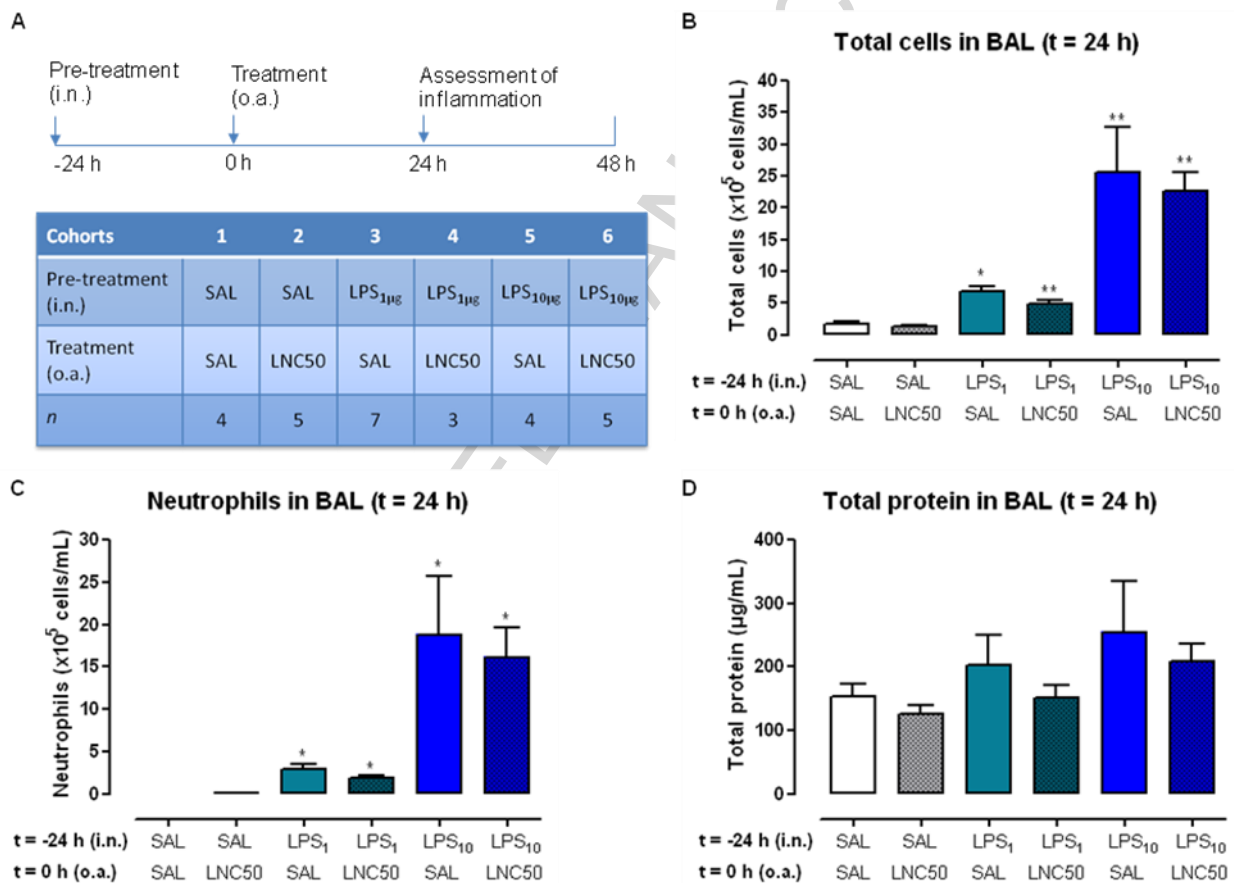 A
Pre-treatment
(i.n.)
Treatment
(o.a.)
Assessment of
inflammation
-24 h
0 h
24 h
48 h
Cohorts 1 2 3 4 5 6
Pre-treatment
(i.n.)
SAL SAL LPS1µg LPS1µg LPS10µg LPS10µg
Treatment
(o.a.)
SAL LNC50 SAL LNC50 SAL LNC50
n 4 5 7 3 4 5
B
Total cells in BAL (t = 24 h)
Total cells (x10⁵ cells/mL)
40
35
30
25
20
15
10
5
0
* ** ** **
t = -24 h (i.n.) SAL SAL LPS1 LPS1 LPS10 LPS10
t = 0 h (o.a.) SAL LNC50 SAL LNC50 SAL LNC50
C
Neutrophils in BAL (t = 24 h)
Neutrophils (x10⁵ cells/mL)
30
25
20
15
10
5
0
* * * *
t = -24 h (i.n.) SAL SAL LPS1 LPS1 LPS10 LPS10
t = 0 h (o.a.) SAL LNC50 SAL LNC50 SAL LNC50
D
Total protein in BAL (t = 24 h)
Total protein (µg/mL)
400
300
200
100
0
t = -24 h (i.n.) SAL SAL LPS1 LPS1 LPS10 LPS10
t = 0 h (o.a.) SAL LNC50 SAL LNC50 SAL LNC50